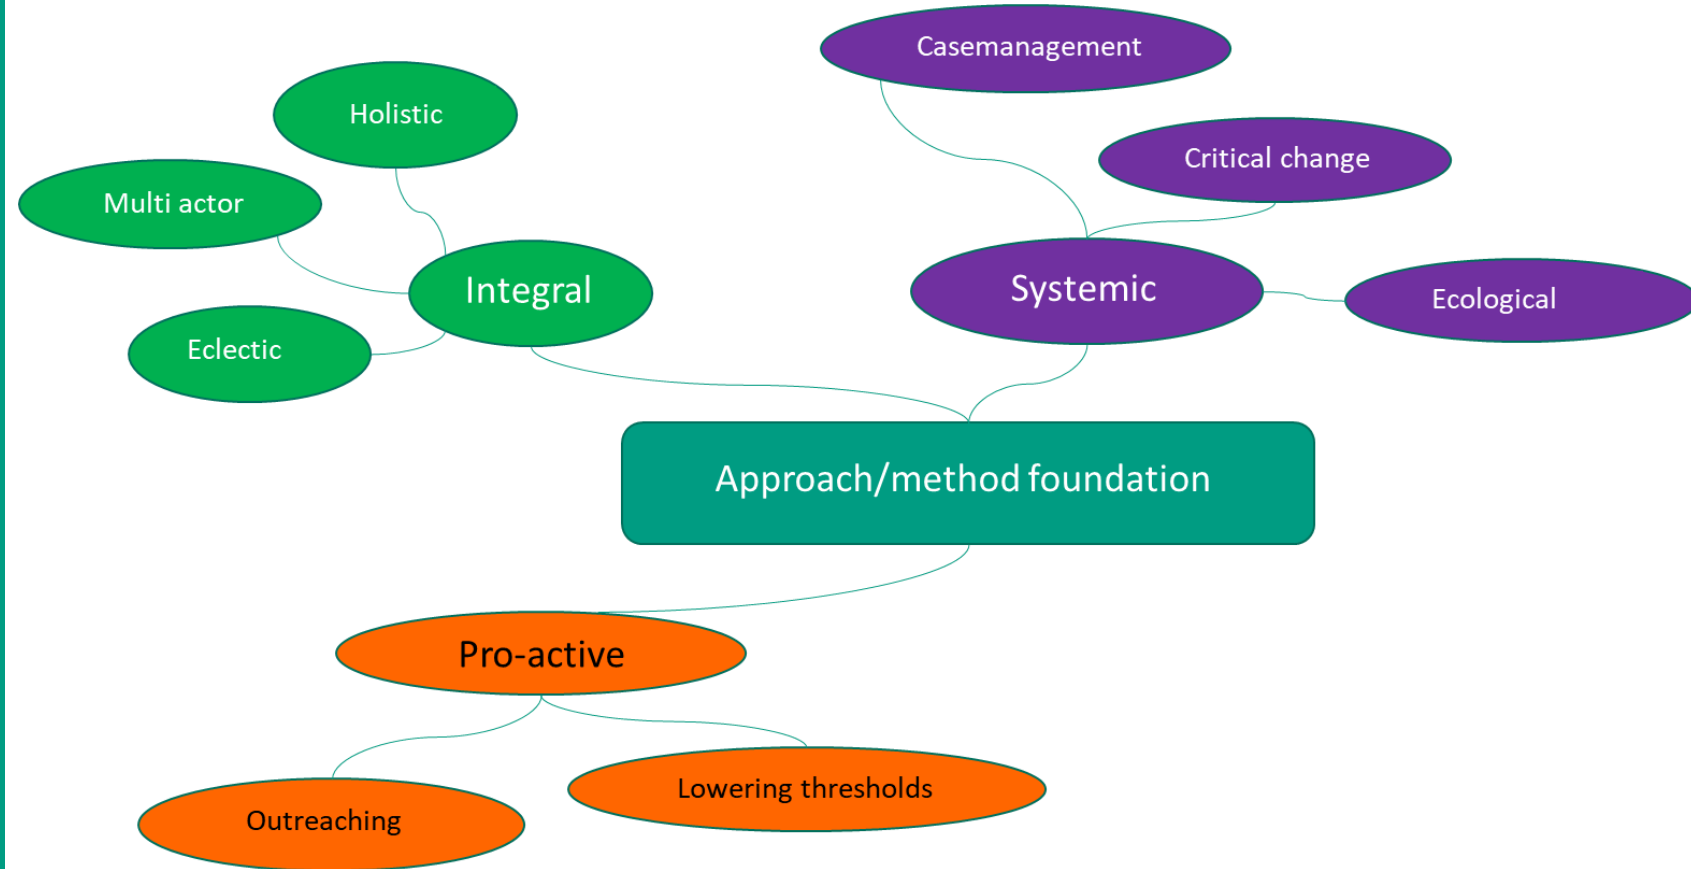 Casemanagement
Holistic
Critical change
Multi actor
Integral
Systemic
Ecological
Eclectic
Approach/method foundation
Pro-active
Lowering thresholds
Outreaching